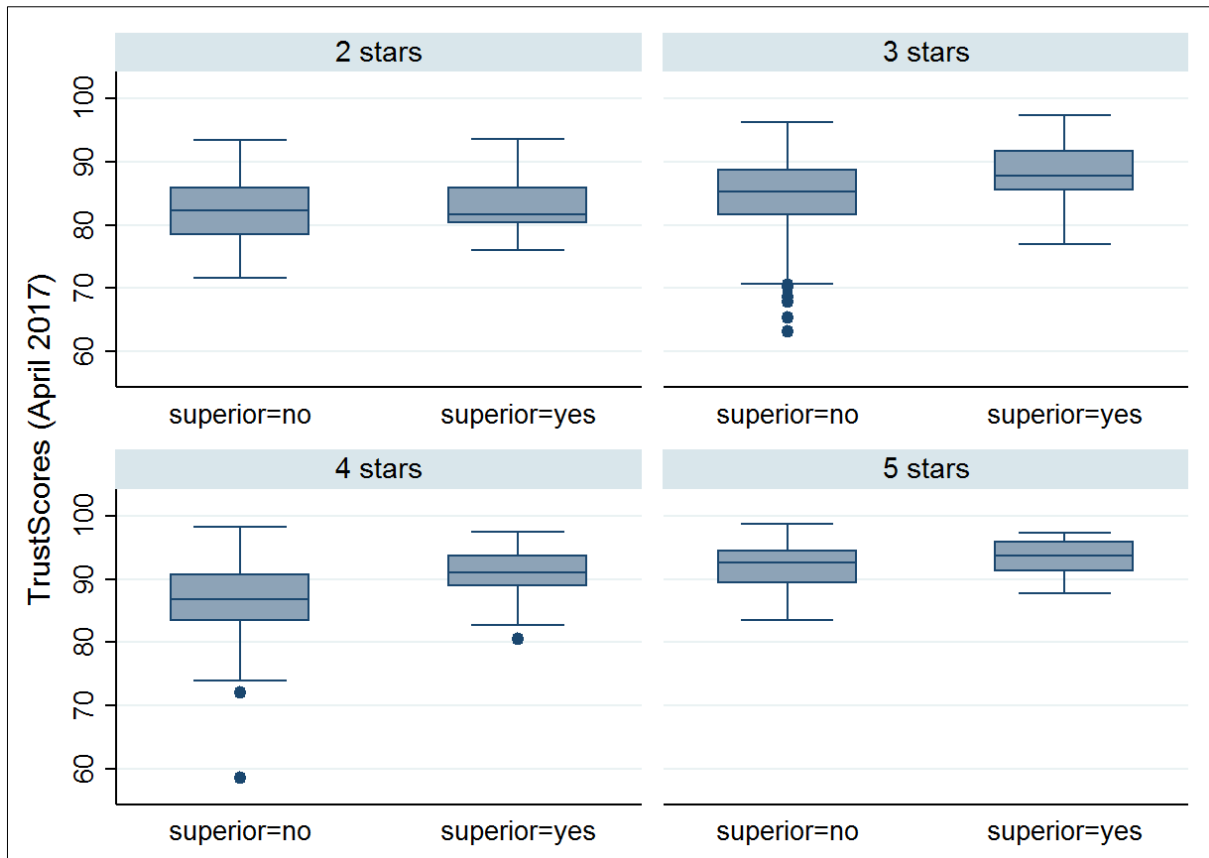 2 stars
3 stars
TrustScores (April 2017)
100
90
80
70
60
superior=no
superior=yes
superior=no
superior=yes
4 stars
5 stars
100
90
80
70
60
superior=no
superior=yes
superior=no
superior=yes